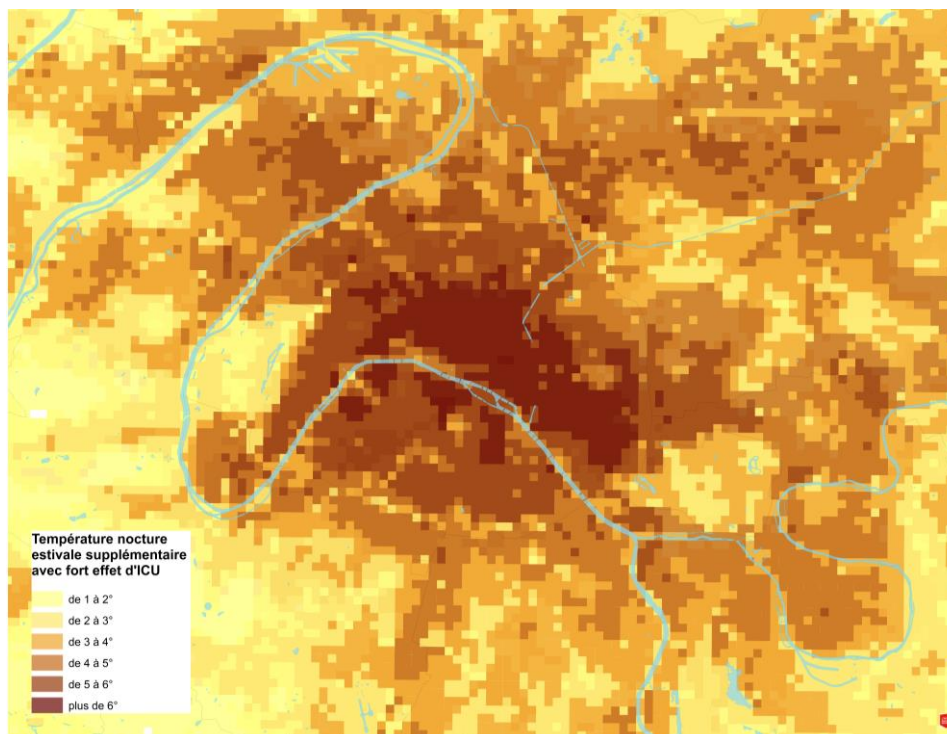 Température nocture
estivale supplémentaire
avec fort effet d'ICU
de 1 à 2°
de 2 à 3°
de 3 à 4°
de 4 à 5°
de 5 à 6°
plus de 6°